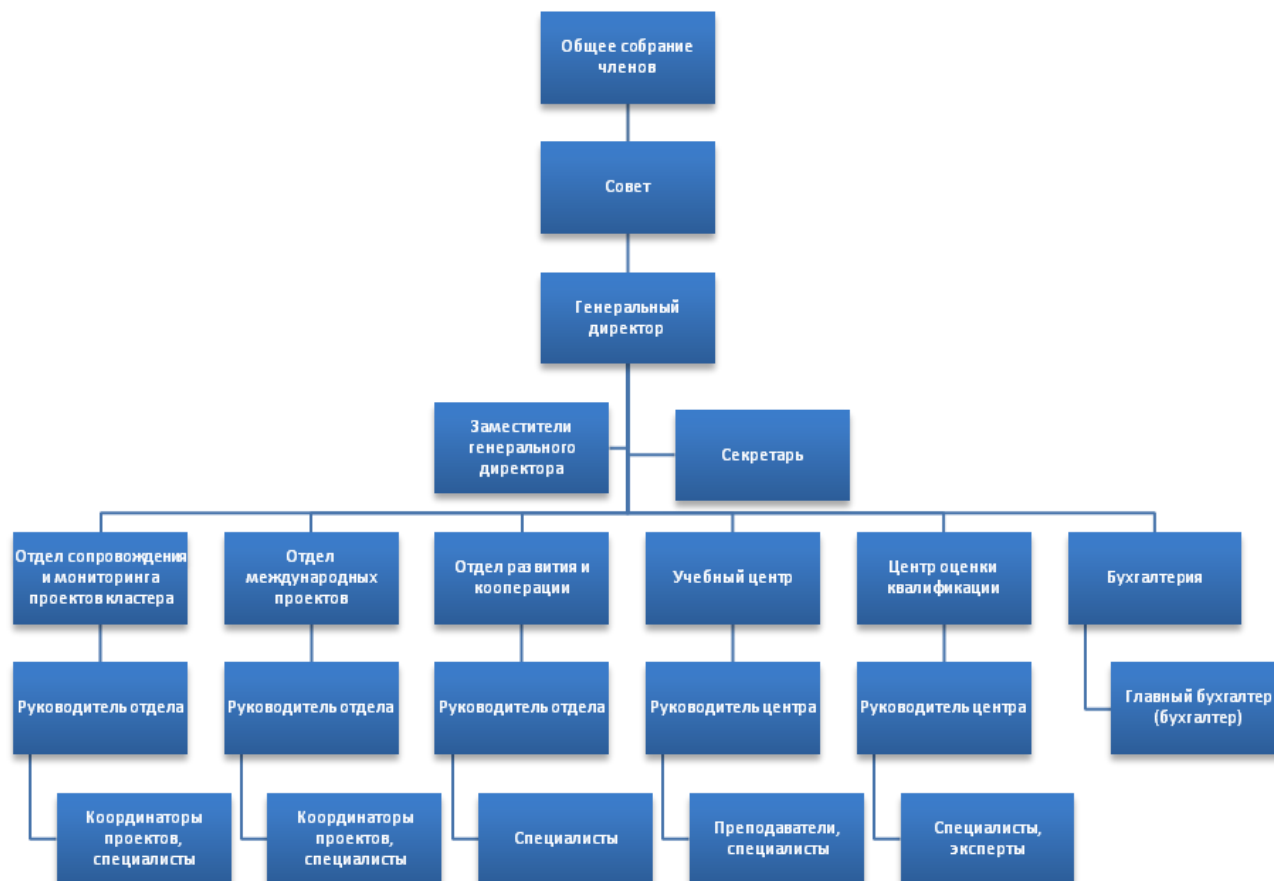 Общее собрание
членов
Совет
Генеральный
директор
Заместители
генерального
директора
Секретарь
Отдел сопровождения
и мониторинга
проектов кластера
Отдел
международных
проектов
Отдел развития и
кооперации
Учебный центр
Центр оценки
квалификации
Бухгалтерия
Руководитель отдела
Руководитель отдела
Руководитель отдела
Руководитель центра
Руководитель центра
Главный бухгалтер
(бухгалтер)
Координаторы
проектов,
специалисты
Координаторы
проектов,
специалисты
Специалисты
Преподаватели,
специалисты
Специалисты,
эксперты